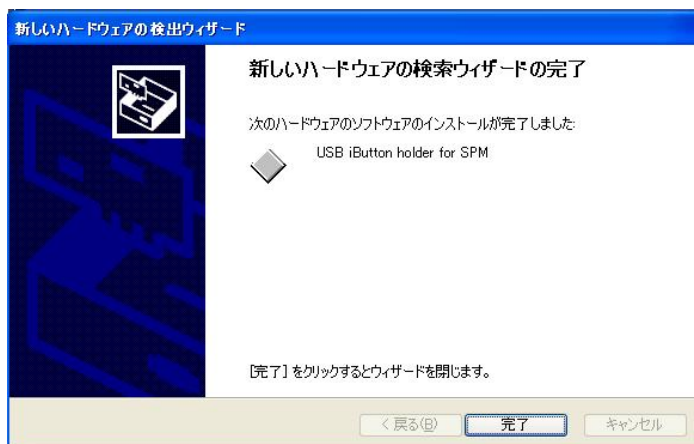 新しいハードウェアの検出ウィザード
新しいハードウェアの検索ウィザードの完了
次のハードウェアのソフトウェアのインストールが完了しました:
USB iButton holder for SPM
[完了] をクリックするとウィザードを閉じます。
< 戻る(B) 完了 キャンセル